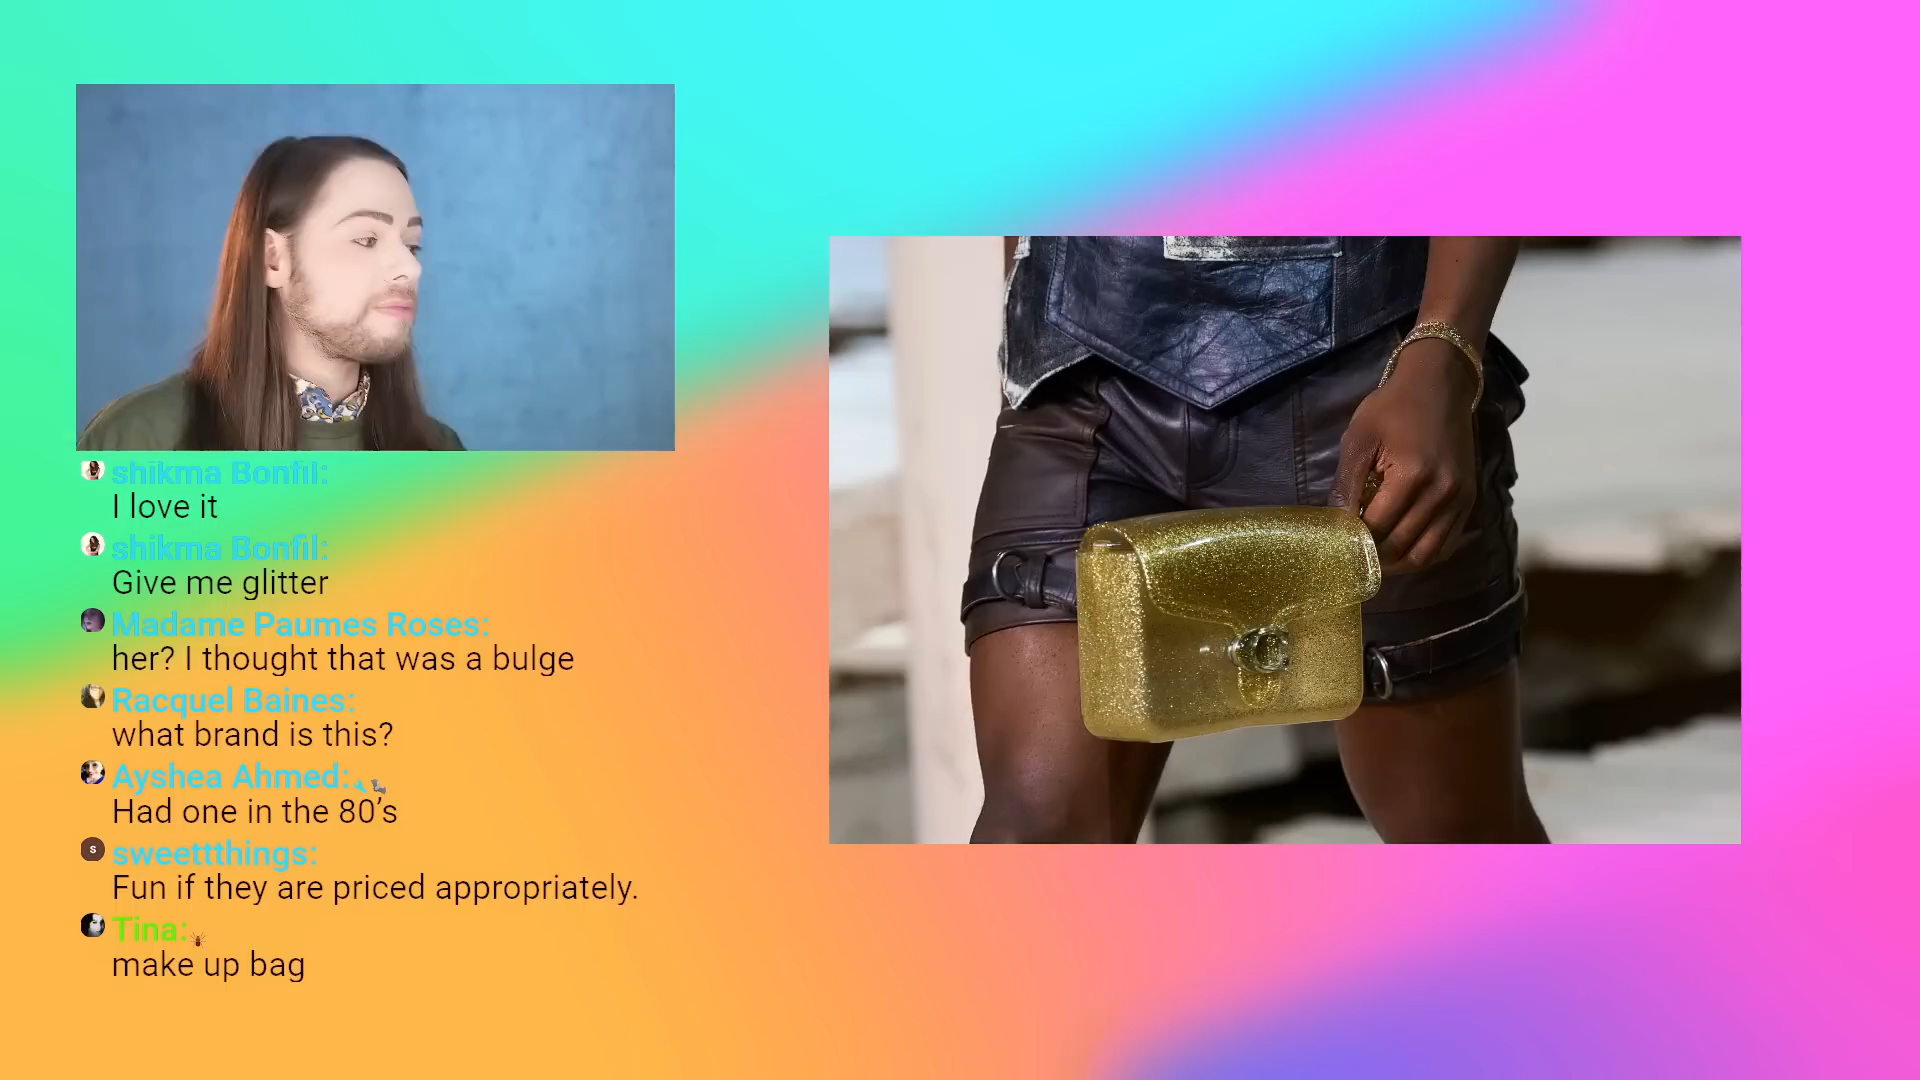 shikma Bonfil:
I love it
shikma Bonfil:
Give me glitter
Madame Paumes Roses:
her? I thought that was a bulge
Racquel Baines:
what brand is this?
Ayshea Ahmed:
Had one in the 80's
s
sweettthings:
Fun if they are priced appropriately.
Tina:
make up bag